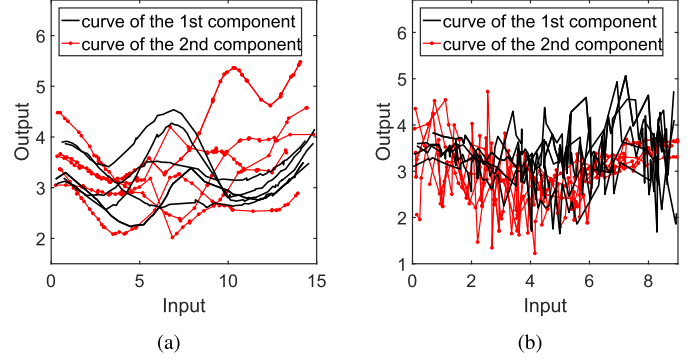 curve of the 1st component
curve of the 2nd component
Output
6
5
4
3
2
0
5
10
15
Input
(a)
curve of the 1st component
curve of the 2nd component
Output
6
5
4
3
2
1
0
2
4
6
8
Input
(b)